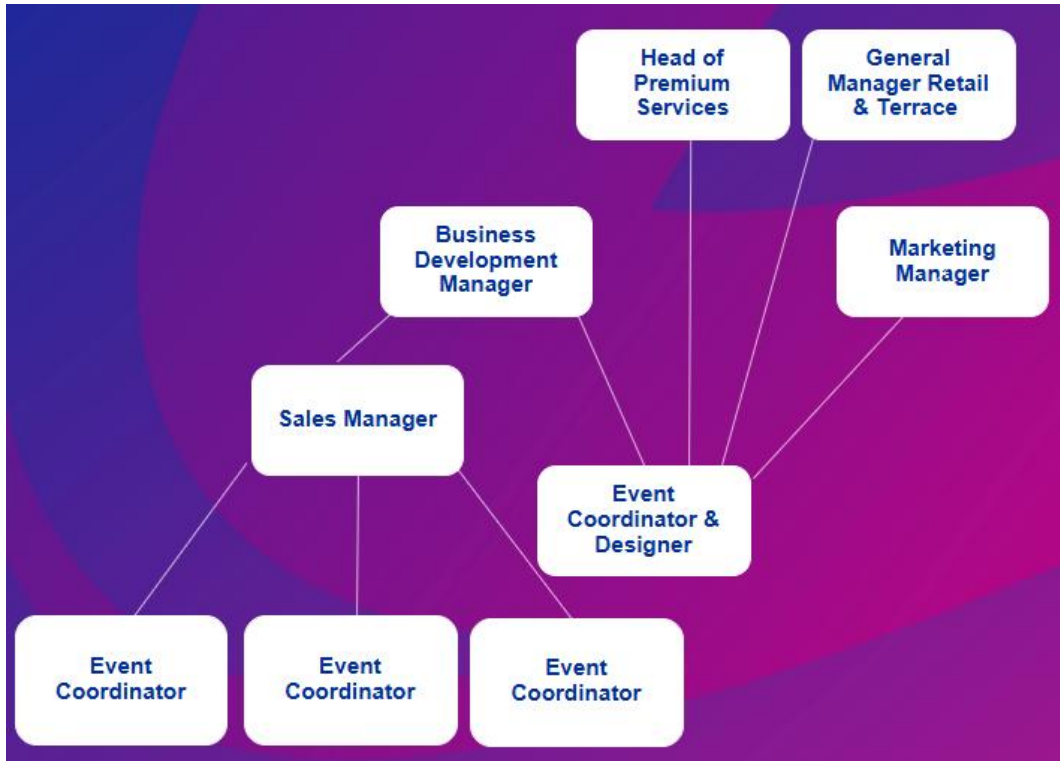 Head of
Premium
Services
General
Manager Retail
& Terrace
Business
Development
Manager
Marketing
Manager
Sales Manager
Event
Coordinator &
Designer
Event
Coordinator
Event
Coordinator
Event
Coordinator